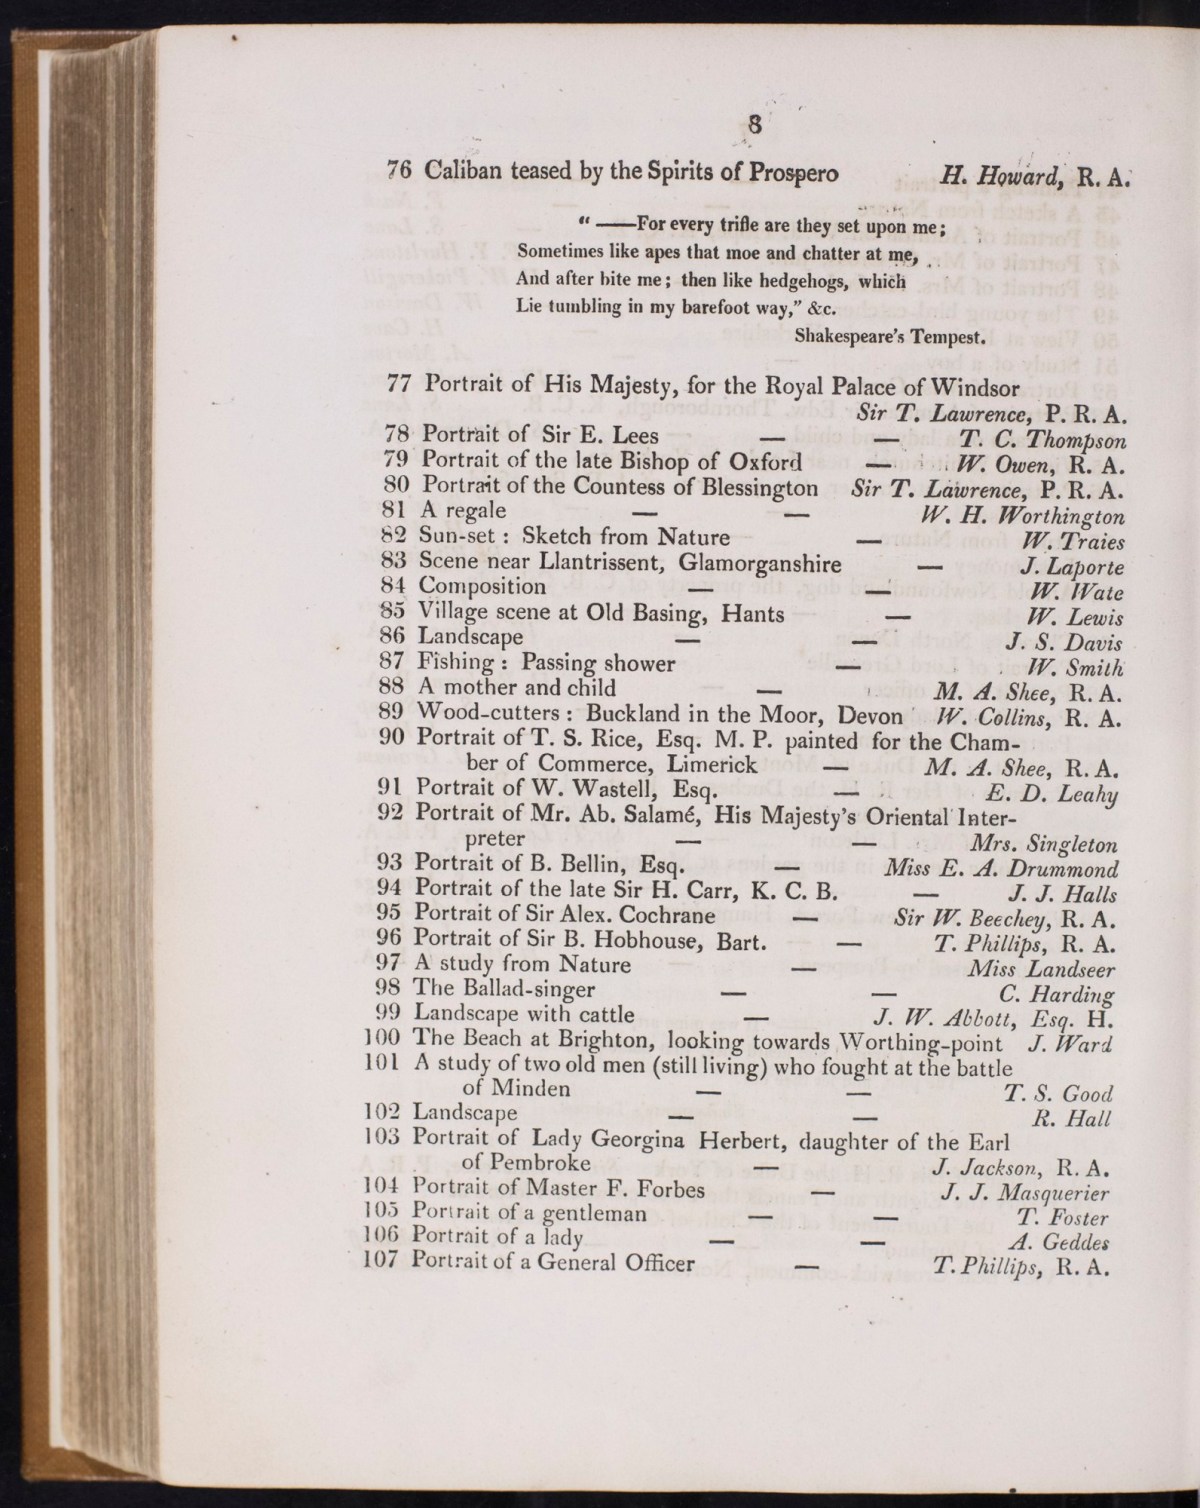 8
76 Caliban teased by the Spirits of Prospero H. Howard, R. A.
“ ——For every trifle are they set upon me;
Sometimes like apes that moe and chatter at me,
And after bite me; then like hedgehogs, which
Lie tumbling in my barefoot way,” &c.
Shakespeare's Tempest.
77 Portrait of His Majesty, for the Royal Palace of Windsor
Sir T. Lawrence, P. R. A.
78 Portrait of Sir E. Lees — — T. C. Thompson
79 Portrait of the late Bishop of Oxford — W. Owen, R. A.
80 Portrait of the Countess of Blessington Sir T. Lawrence, P. R. A.
81 A regale — — W. H. Worthington
82 Sun-set : Sketch from Nature — W. Traies
83 Scene near Llantrissent, Glamorganshire — J. Laporte
84 Composition — — W. Wate
85 Village scene at Old Basing, Hants — W. Lewis
86 Landscape — — J. S. Davis
87 Fishing : Passing shower — W. Smith
88 A mother and child — M. A. Shee, R. A.
89 Wood-cutters : Buckland in the Moor, Devon W. Collins, R. A.
90 Portrait of T. S. Rice, Esq. M. P. painted for the Cham-
ber of Commerce, Limerick — M. A. Shee, R. A.
91 Portrait of W. Wastell, Esq. — E. D. Leahy
92 Portrait of Mr. Ab. Salamé, His Majesty's Oriental Inter-
preter — — Mrs. Singleton
93 Portrait of B. Bellin, Esq. — Miss E. A. Drummond
94 Portrait of the late Sir H. Carr, K. C. B. — J. J. Halls
95 Portrait of Sir Alex. Cochrane — Sir W. Beechey, R. A.
96 Portrait of Sir B. Hobhouse, Bart. — T. Phillips, R. A.
97 A study from Nature — Miss Landseer
98 The Ballad-singer — — C. Harding
99 Landscape with cattle — J. W. Abbott, Esq. H.
100 The Beach at Brighton, looking towards Worthing-point J. Ward
101 A study of two old men (still living) who fought at the battle
of Minden — — T. S. Good
102 Landscape — — R. Hall
103 Portrait of Lady Georgina Herbert, daughter of the Earl
of Pembroke — J. Jackson, R. A.
104 Portrait of Master F. Forbes — J. J. Masquerier
105 Portrait of a gentleman — — T. Foster
106 Portrait of a lady — — A. Geddes
107 Portrait of a General Officer — T. Phillips, R. A.